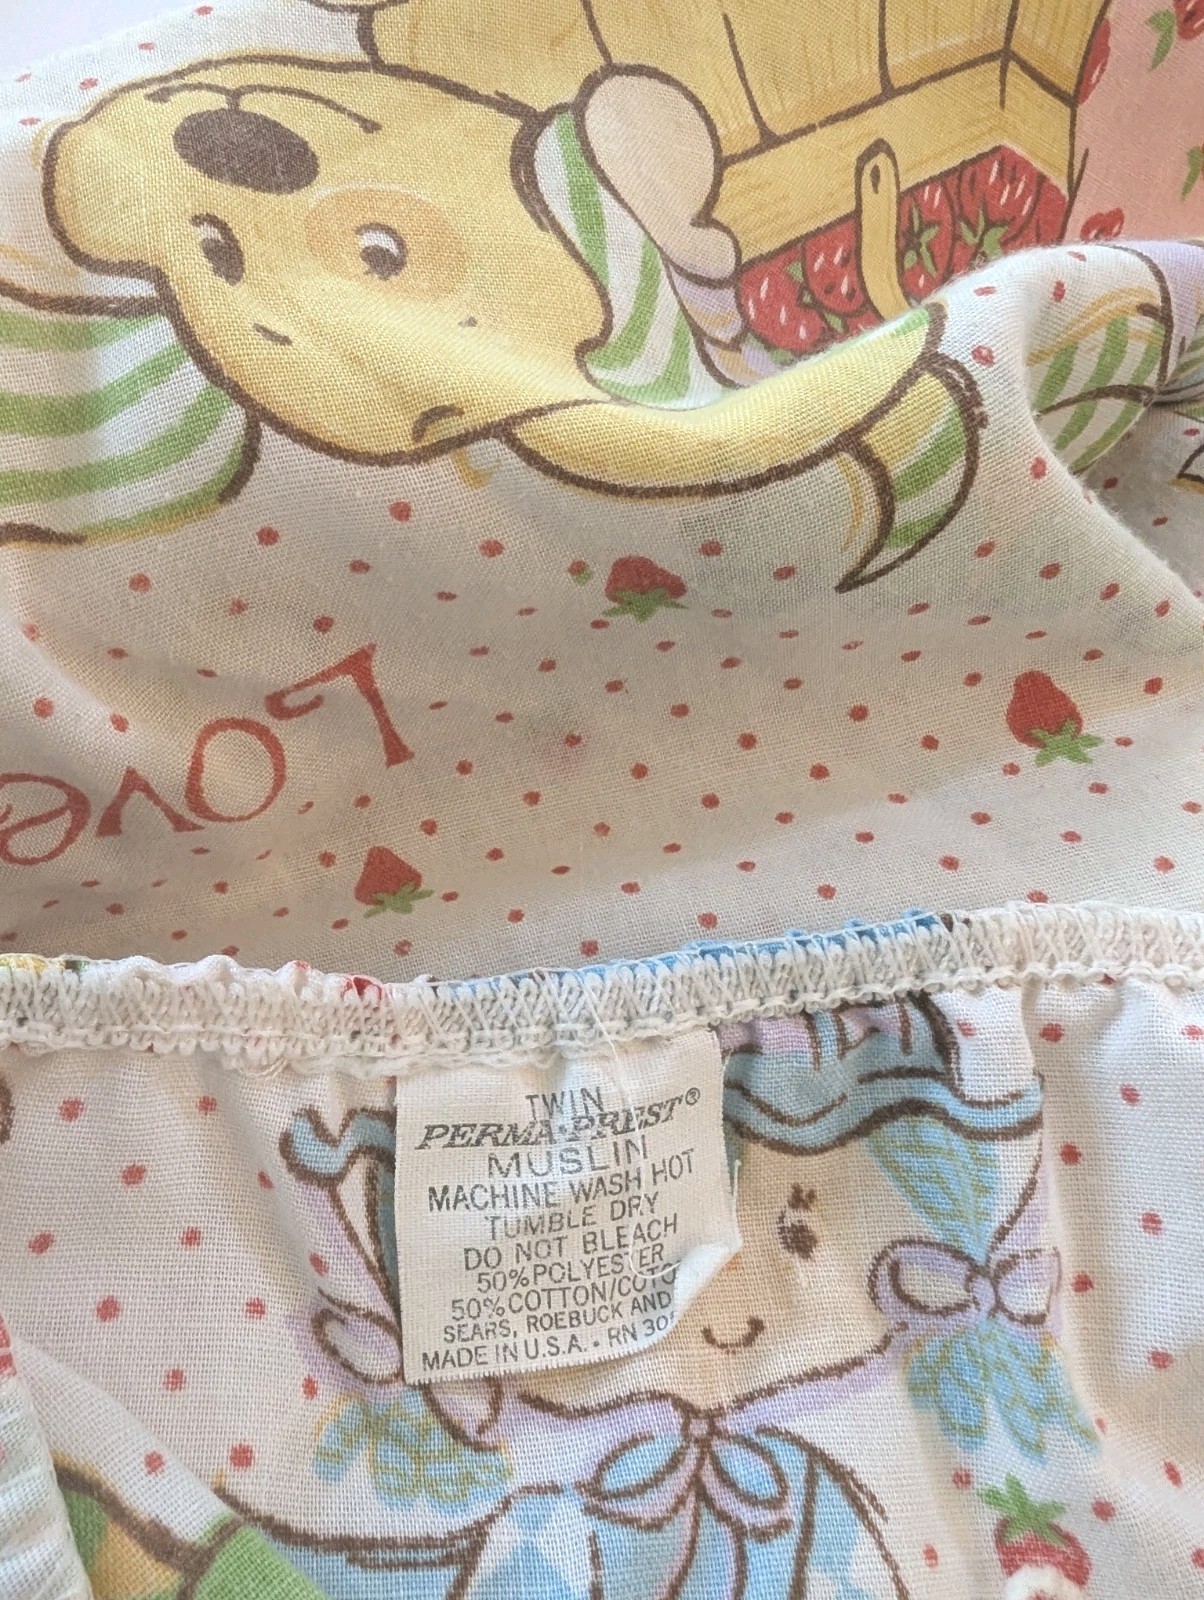 Love
TWIN
PERMA·PREST®
MUSLIN
MACHINE WASH HOT
TUMBLE DRY
DO NOT BLEACH
50% POLYESTER
50% COTTON/COTO
SEARS, ROEBUCK AND
MADE IN U.S.A. • RN 30